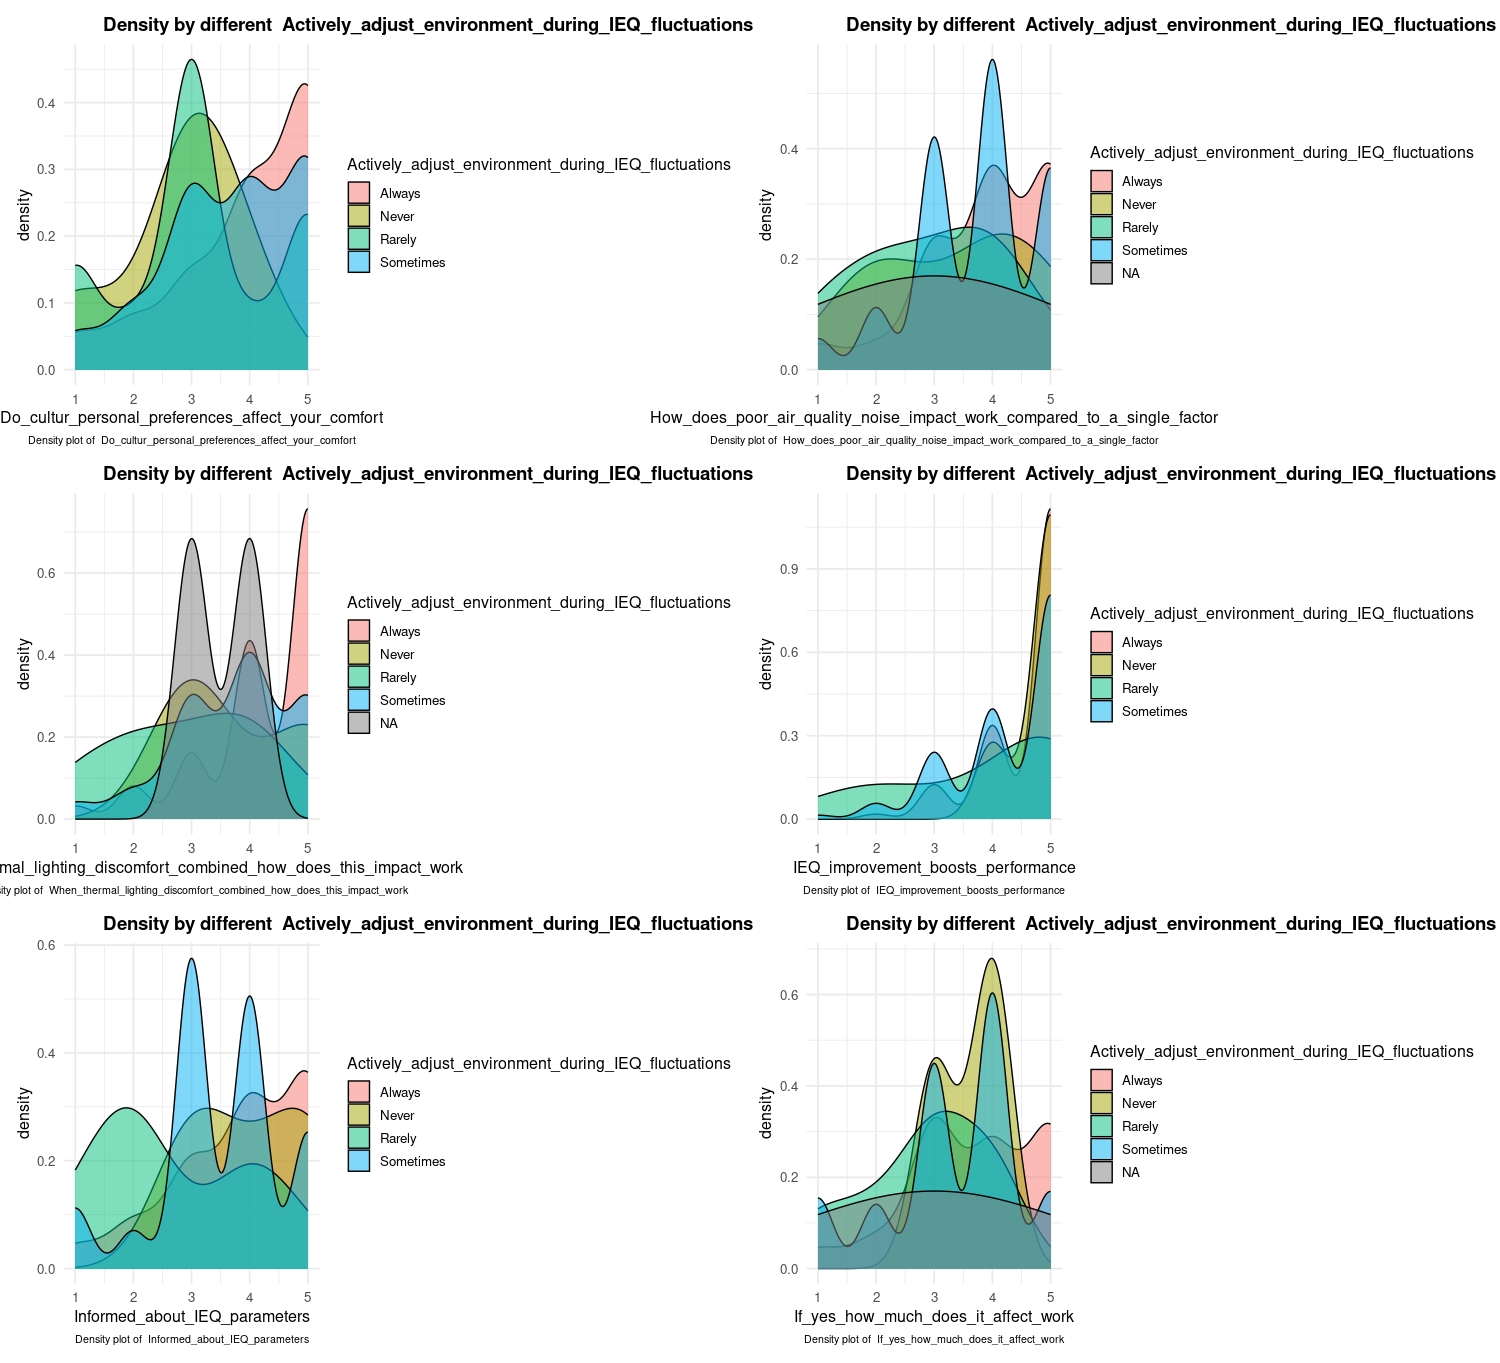 Density by different  Actively_adjust_environment_during_IEQ_fluctuations
density
0.4
0.3
0.2
0.1
0.0
1 2 3 4 5
Do_cultur_personal_preferences_affect_your_comfort
Density plot of  Do_cultur_personal_preferences_affect_your_comfort
Actively_adjust_environment_during_IEQ_fluctuations
Always
Never
Rarely
Sometimes
Density by different  Actively_adjust_environment_during_IEQ_fluctuations
density
0.4
0.2
0.0
1 2 3 4 5
How_does_poor_air_quality_noise_impact_work_compared_to_a_single_factor
Density plot of  How_does_poor_air_quality_noise_impact_work_compared_to_a_single_factor
Actively_adjust_environment_during_IEQ_fluctuations
Always
Never
Rarely
Sometimes
NA
Density by different  Actively_adjust_environment_during_IEQ_fluctuations
density
0.6
0.4
0.2
0.0
1 2 3 4 5
mal_lighting_discomfort_combined_how_does_this_impact_work
ity plot of  When_thermal_lighting_discomfort_combined_how_does_this_impact_work
Actively_adjust_environment_during_IEQ_fluctuations
Always
Never
Rarely
Sometimes
NA
Density by different  Actively_adjust_environment_during_IEQ_fluctuations
density
0.9
0.6
0.3
0.0
1 2 3 4 5
IEQ_improvement_boosts_performance
Density plot of  IEQ_improvement_boosts_performance
Actively_adjust_environment_during_IEQ_fluctuations
Always
Never
Rarely
Sometimes
Density by different  Actively_adjust_environment_during_IEQ_fluctuations
density
0.6
0.4
0.2
0.0
1 2 3 4 5
Informed_about_IEQ_parameters
Density plot of  Informed_about_IEQ_parameters
Actively_adjust_environment_during_IEQ_fluctuations
Always
Never
Rarely
Sometimes
Density by different  Actively_adjust_environment_during_IEQ_fluctuations
density
0.6
0.4
0.2
0.0
1 2 3 4 5
If_yes_how_much_does_it_affect_work
Density plot of  If_yes_how_much_does_it_affect_work
Actively_adjust_environment_during_IEQ_fluctuations
Always
Never
Rarely
Sometimes
NA